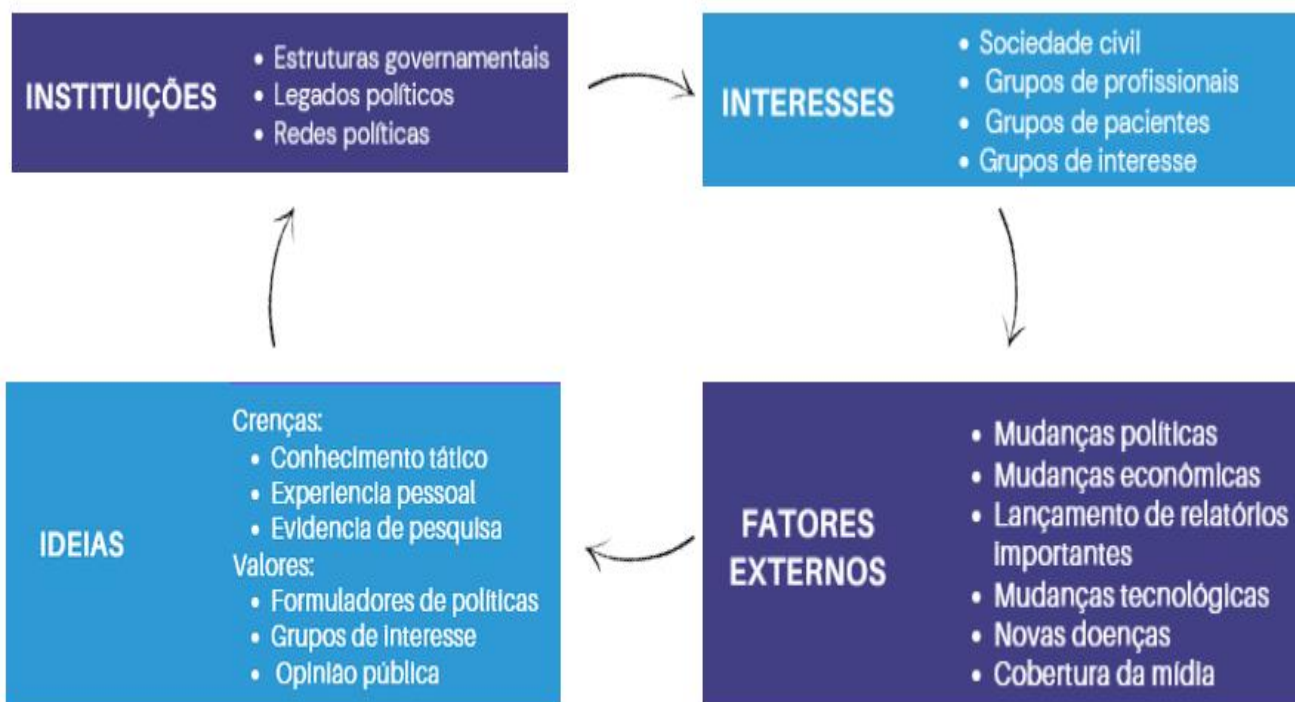 INSTITUIÇÕES
• Estruturas governamentais
• Legados políticos
• Redes políticas
INTERESSES
• Sociedade civil
• Grupos de profissionais
• Grupos de pacientes
• Grupos de interesse
IDEIAS
Crenças:
• Conhecimento tático
• Experiencia pessoal
• Evidencia de pesquisa
Valores:
• Formuladores de políticas
• Grupos de interesse
• Opinião pública
FATORES
EXTERNOS
• Mudanças políticas
• Mudanças econômicas
• Lançamento de relatórios
importantes
• Mudanças tecnológicas
• Novas doenças
• Cobertura da mídia